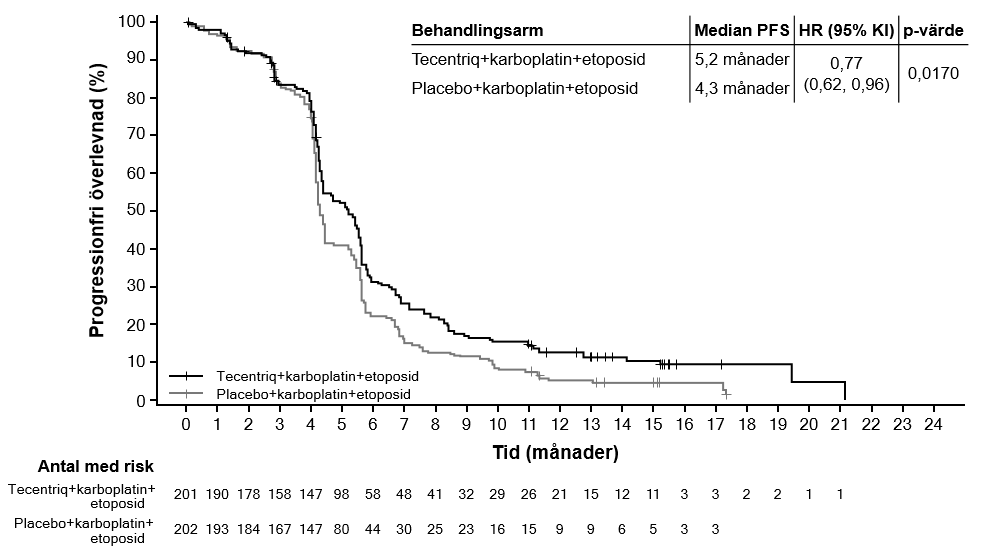 Behandlingsarm Median PFS HR (95% KI) p-värde
Tecentriq+karboplatin+etoposid 5,2 månader 0,77 (0,62, 0,96) 0,0170
Placebo+karboplatin+etoposid 4,3 månader
Progressionfri överlevnad (%)
100
90
80
70
60
50
40
30
20
10
0
Tecentriq+karboplatin+etoposid
Placebo+karboplatin+etoposid
0 1 2 3 4 5 6 7 8 9 10 11 12 13 14 15 16 17 18 19 20 21 22 23 24
Tid (månader)
Antal med risk
Tecentriq+karboplatin+
etoposid
201 190 178 158 147 98 58 48 41 32 29 26 21 15 12 11 3 3 2 2 1 1
Placebo+karboplatin+
etoposid
202 193 184 167 147 80 44 30 25 23 16 15 9 9 6 5 3 3